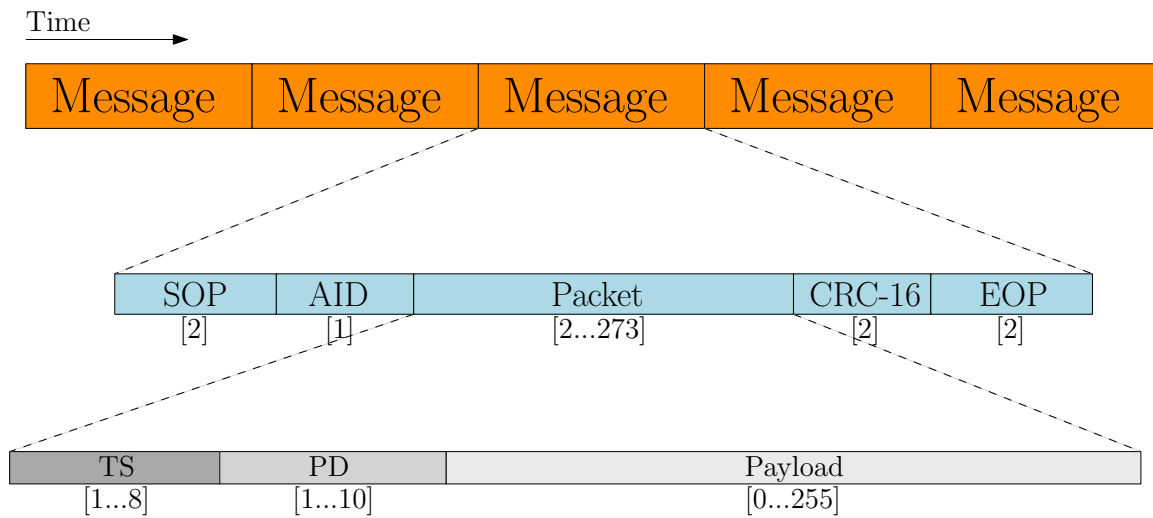 Time
Message Message Message Message Message
SOP AID Packet CRC-16 EOP
[2] [1] [2...273] [2] [2]
TS PD Payload
[1...8] [1...10] [0...255]